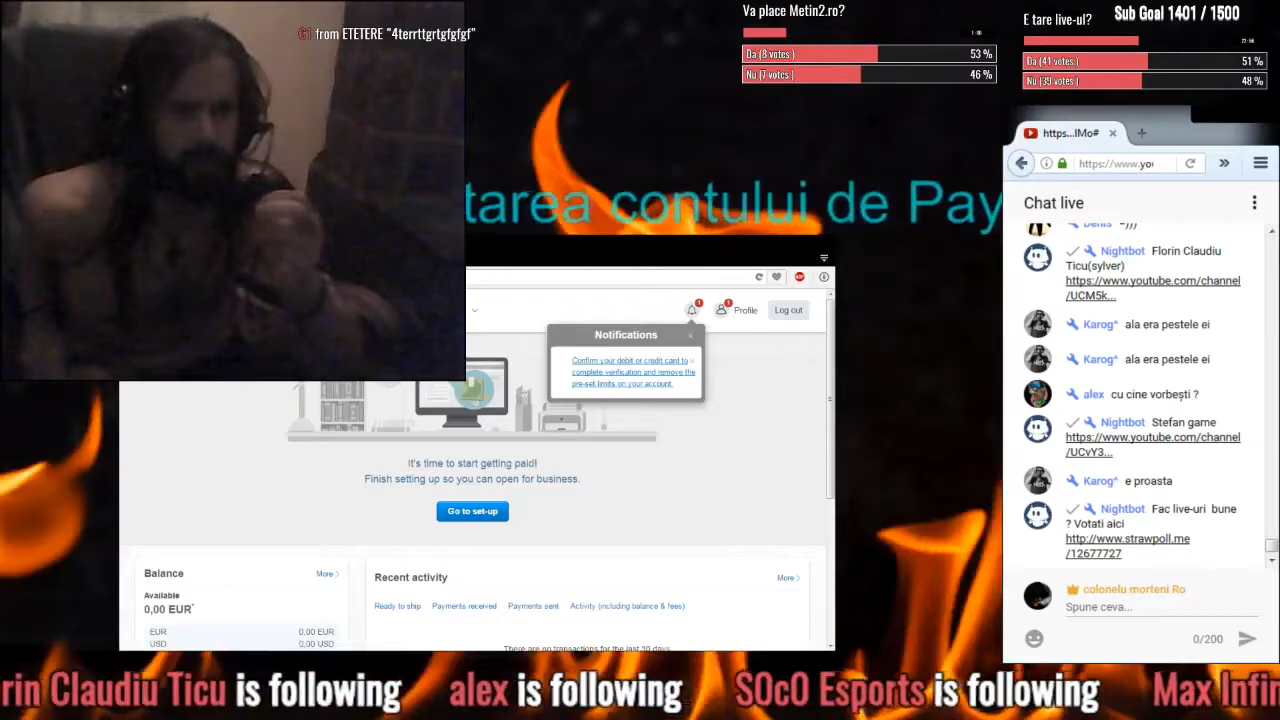 €1 from ETETERE "4terrttgrtgfgfgf"
Va place Metin2.ro?
Da (8 votes )
53 %
Nu (7 votes )
46 %
Sub Goal 1401 / 1500
E tare live-ul?
Da (41 votes )
51 %
Nu (39 votes )
48 %
tarea contului de Pay
Profile
Log out
Notifications
Confirm your debit or credit card to
complete verification and remove the
pre-set limits on your account.
It's time to start getting paid!
Finish setting up so you can open for business.
Go to set-up
Balance
More
Available
0,00 EUR*
EUR
0,00 EUR
USD
0,00 USD
Recent activity
More
Ready to ship
Payments received
Payments sent
Activity (including balance & fees)
There are no transactions for the last 30 days.
https...IMo#
https://www.yo
Chat live
Denis =)))
Nightbot Florin Claudiu
Ticu(sylver)
https://www.youtube.com/channel
/UCM5k...
Karog^ ala era pestele ei
Karog^ ala era pestele ei
alex cu cine vorbești ?
Nightbot Stefan game
https://www.youtube.com/channel
/UCvY3...
Karog^ e proasta
Nightbot Fac live-uri bune
? Votati aici
http://www.strawpoll.me
/12677727
colonelu morteni Ro
Spune ceva...
0/200
rin Claudiu Ticu is following
alex is following
SOcO Esports is following
Max Infin